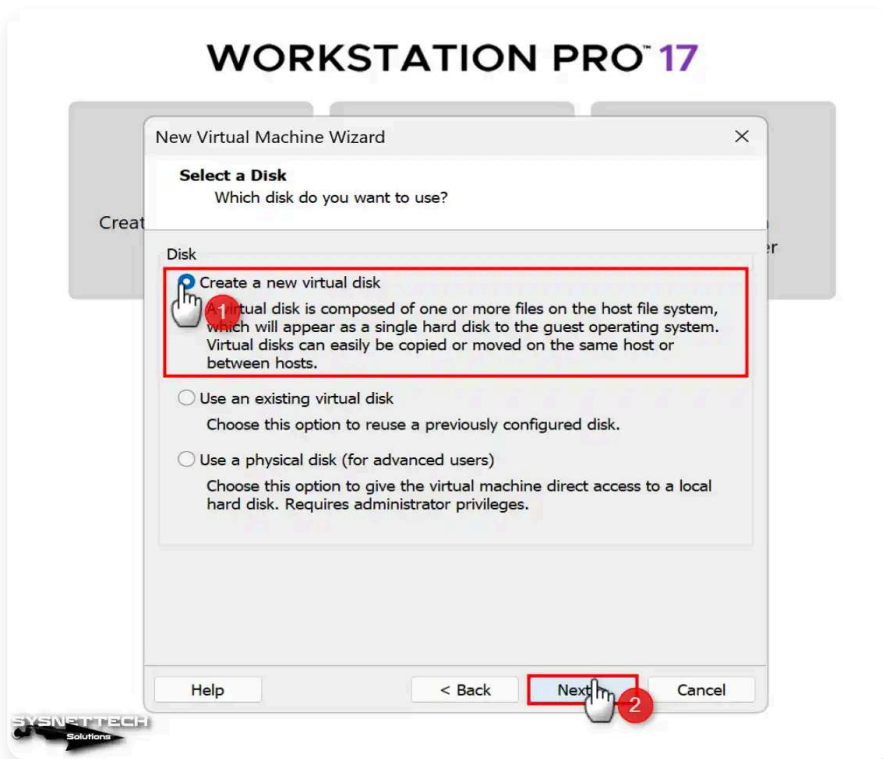 WORKSTATION PRO™ 17
New Virtual Machine Wizard
Select a Disk
Which disk do you want to use?
Creat
er
Disk
Create a new virtual disk
1
A virtual disk is composed of one or more files on the host file system,
which will appear as a single hard disk to the guest operating system.
Virtual disks can easily be copied or moved on the same host or
between hosts.
Use an existing virtual disk
Choose this option to reuse a previously configured disk.
Use a physical disk (for advanced users)
Choose this option to give the virtual machine direct access to a local
hard disk. Requires administrator privileges.
Help
< Back
Next
2
Cancel
SYSNETTECH
Solutions